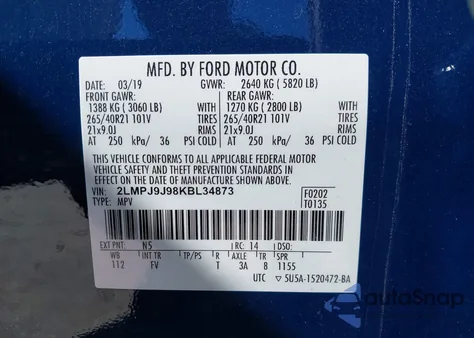 MFD. BY FORD MOTOR CO.
DATE: 03/19 GVWR: 2640 KG ( 5820 LB)
FRONT GAWR: REAR GAWR:
1388 KG ( 3060 LB) WITH 1270 KG ( 2800 LB) WITH
265/40R21 101V TIRES 265/40R21 101V TIRES
21x9.0J RIMS 21x9.0J RIMS
AT 250 kPa/ 36 PSI COLD AT 250 kPa/ 36 PSI COLD
THIS VEHICLE CONFORMS TO ALL APPLICABLE FEDERAL MOTOR
VEHICLE SAFETY AND THEFT PREVENTION STANDARDS IN EFFECT ON THE
DATE OF MANUFACTURE SHOWN ABOVE.
VIN: 2LMPJ9J98KBL34873 F0202
TYPE: MPV T0135
EXT PNT: N5 RC: 14 DSO:
WB INT TR TP/PS R AXLE TR SPR
112 FV T 3A 8 1155
UTC ▽ 5U5A-1520472-BA
AutoSnap